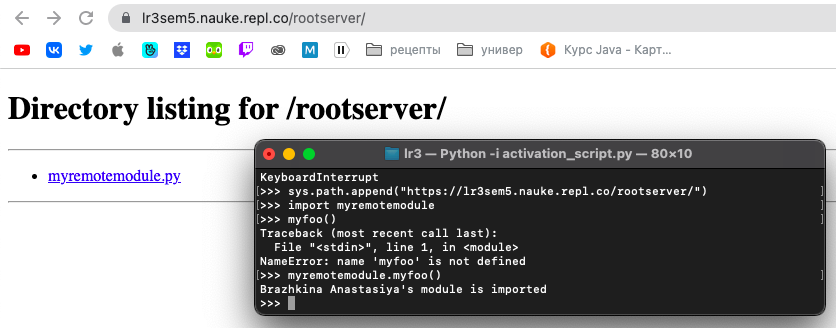 lr3sem5.nauke.repl.co/rootserver/
рецепты универ Курс Java - Карт...
Directory listing for /rootserver/
myremotemodule.py
lr3 — Python -i activation_script.py — 80×10
KeyboardInterrupt
[>>> sys.path.append("https://lr3sem5.nauke.repl.co/rootserver/") ]
[>>> import myremotemodule ]
[>>> myfoo() ]
Traceback (most recent call last):
  File "<stdin>", line 1, in <module>
NameError: name 'myfoo' is not defined
[>>> myremotemodule.myfoo() ]
Brazhkina Anastasiya's module is imported
>>>